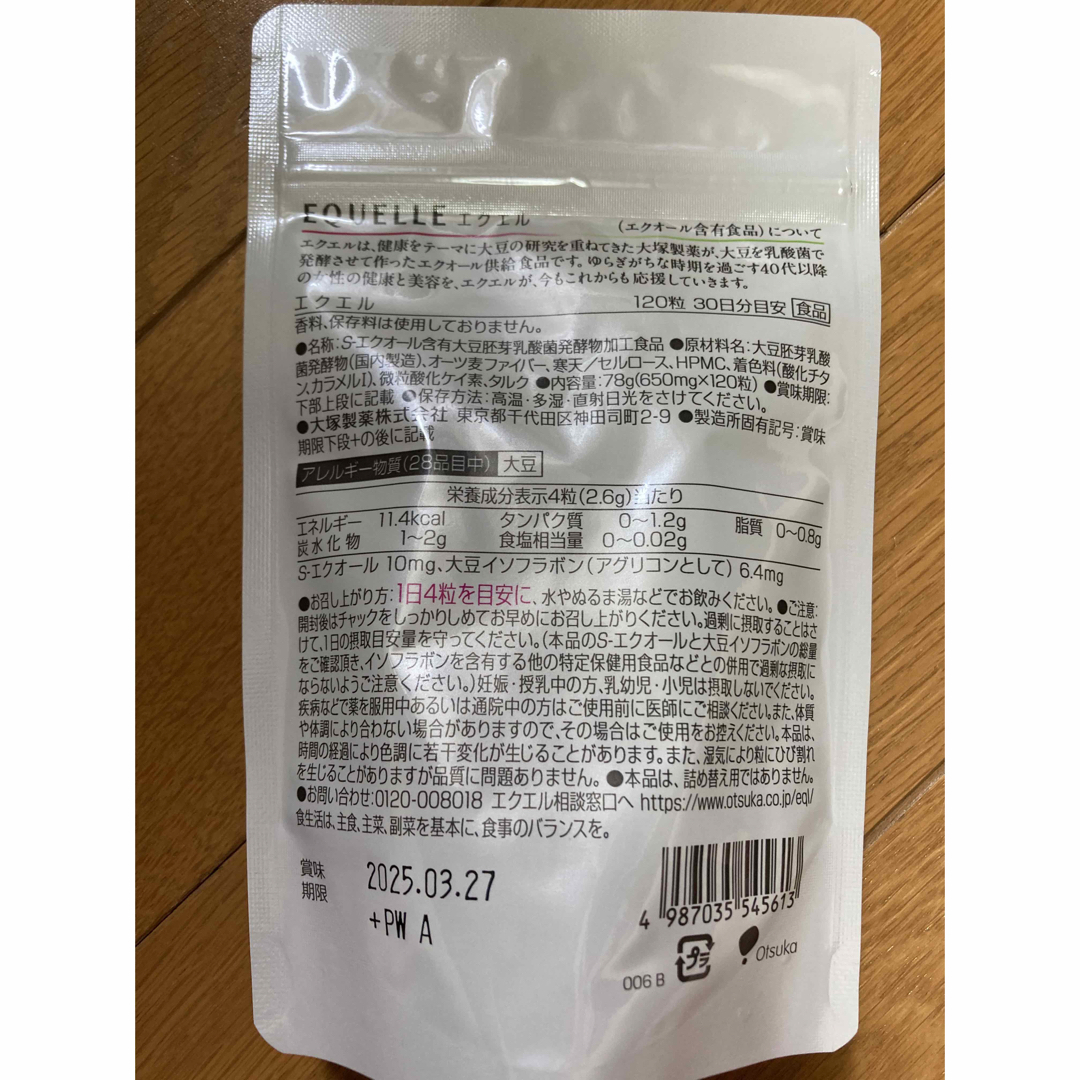 EQUELLE エクエル
(エクオール含有食品)について
エクエルは、健康をテーマに大豆の研究を重ねてきた大塚製薬が、大豆を乳酸菌で
発酵させて作ったエクオール供給食品です。ゆらぎがちな時期を過ごす40代以降
の女性の健康と美容を、エクエルが、今もこれからも応援していきます。
エクエル 120粒 30日分目安 食品
香料、保存料は使用しておりません。
●名称:S-エクオール含有大豆胚芽乳酸菌発酵物加工食品 ●原材料名:大豆胚芽乳酸
菌発酵物(国内製造)、オーツ麦ファイバー、寒天/セルロース、HPMC、着色料(酸化チタ
ン、カラメルⅠ)、微粒酸化ケイ素、タルク ●内容量:78g(650mg×120粒) ●賞味期限:
下部上段に記載 ●保存方法:高温・多湿・直射日光をさけてください。
●大塚製薬株式会社 東京都千代田区神田司町2-9 ●製造所固有記号:賞味
期限下段+の後に記載
アレルギー物質(28品目中) 大豆
栄養成分表示4粒(2.6g)当たり
エネルギー 11.4kcal タンパク質 0〜1.2g 脂質 0〜0.8g
炭水化物 1〜2g 食塩相当量 0〜0.02g
S-エクオール 10mg、大豆イソフラボン(アグリコンとして) 6.4mg
●お召し上がり方:1日4粒を目安に、水やぬるま湯などでお飲みください。●ご注意:
開封後はチャックをしっかりしめてお早めにお召し上がりください。過剰に摂取することはさ
けて、1日の摂取目安量を守ってください。(本品のS-エクオールと大豆イソフラボンの総量
をご確認頂き、イソフラボンを含有する他の特定保健用食品などとの併用で過剰な摂取に
ならないようご注意ください。)妊娠・授乳中の方、乳幼児・小児は摂取しないでください。
疾病などで薬を服用中あるいは通院中の方はご使用前に医師にご相談ください。また、体質
や体調により合わない場合がありますので、その場合はご使用をお控えください。本品は、
時間の経過により色調に若干変化が生じることがあります。また、湿気により粒にひび割れ
を生じることがありますが品質に問題ありません。 ●本品は、詰め替え用ではありません。
●お問い合わせ:0120-008018 エクエル相談窓口へ https://www.otsuka.co.jp/eql/
食生活は、主食、主菜、副菜を基本に、食事のバランスを。
賞味
期限
2025.03.27
+PW A
4 987035 545613
006 B
プラ
Otsuka